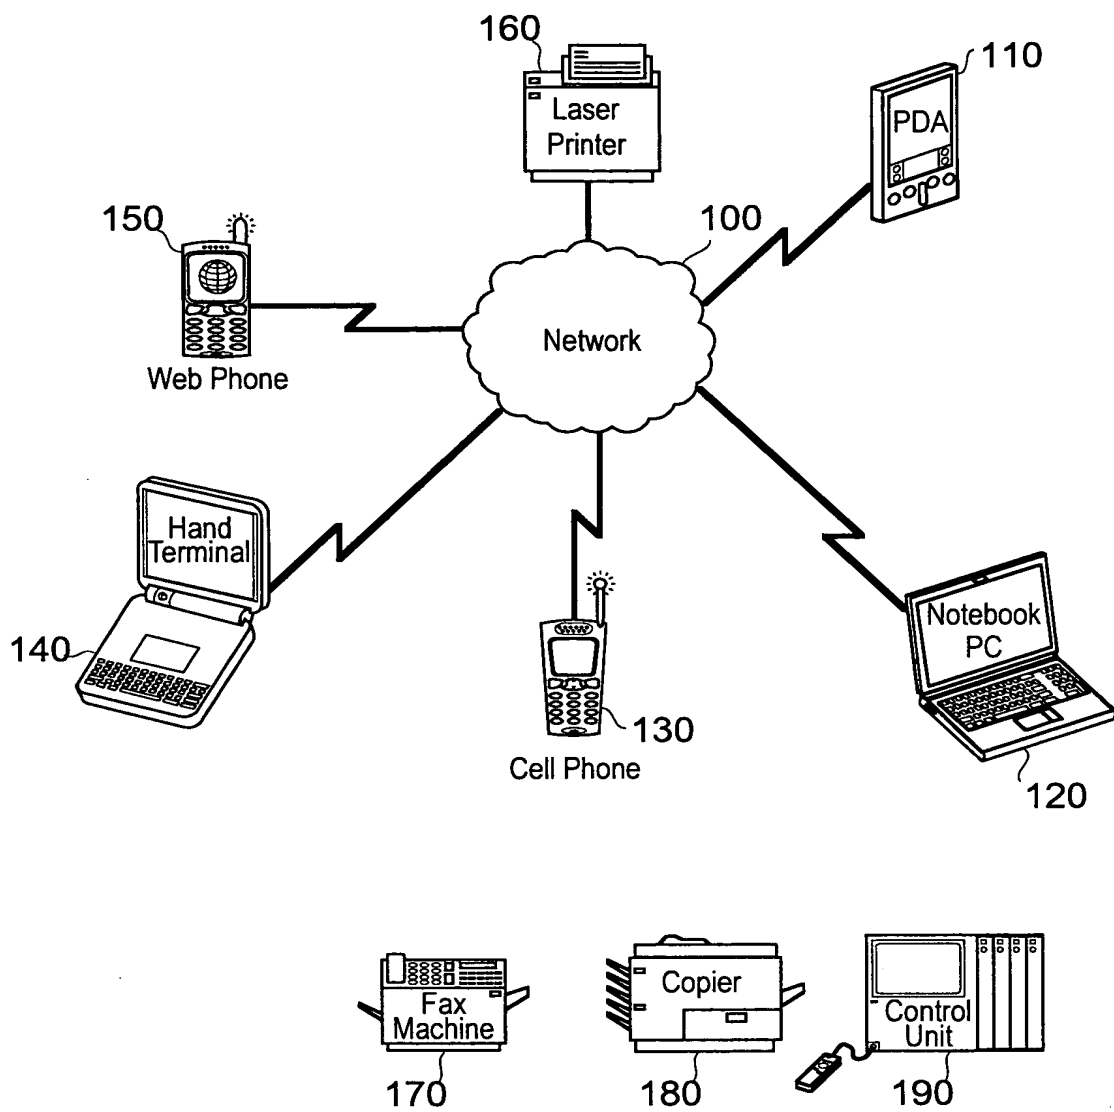 160
Laser
Printer
110
PDA
150
100
Network
Web Phone
Hand
Terminal
Notebook
PC
140
130
Cell Phone
120
Fax
Machine
Copier
Control
Unit
170
180
190